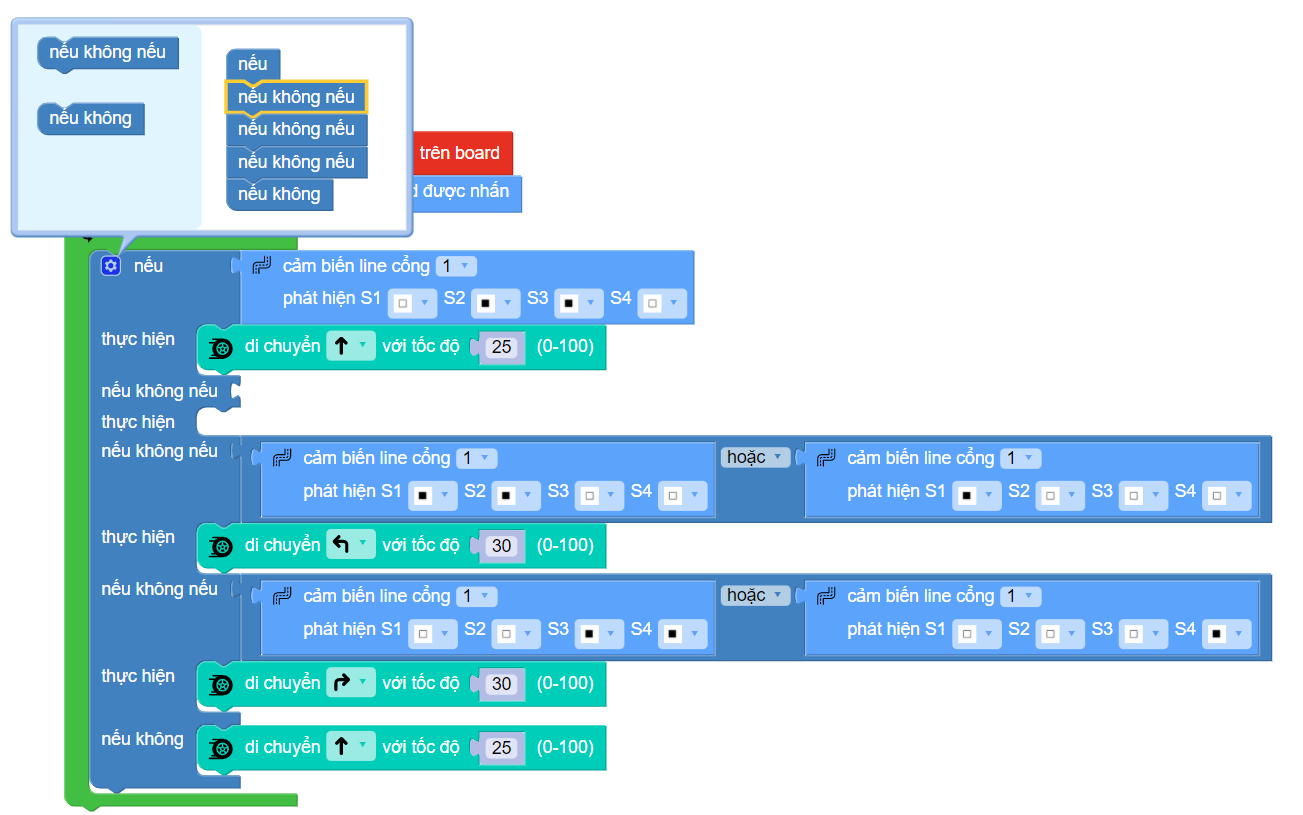 nếu không nếu
nếu không
nếu
nếu không nếu
nếu không nếu
nếu không nếu
nếu không
trên board
được nhấn
nếu cảm biến line cổng 1
phát hiện S1 S2 S3 S4
thực hiện di chuyển với tốc độ 25 (0-100)
nếu không nếu
thực hiện
nếu không nếu cảm biến line cổng 1 hoặc cảm biến line cổng 1
phát hiện S1 S2 S3 S4 phát hiện S1 S2 S3 S4
thực hiện di chuyển với tốc độ 30 (0-100)
nếu không nếu cảm biến line cổng 1 hoặc cảm biến line cổng 1
phát hiện S1 S2 S3 S4 phát hiện S1 S2 S3 S4
thực hiện di chuyển với tốc độ 30 (0-100)
nếu không di chuyển với tốc độ 25 (0-100)